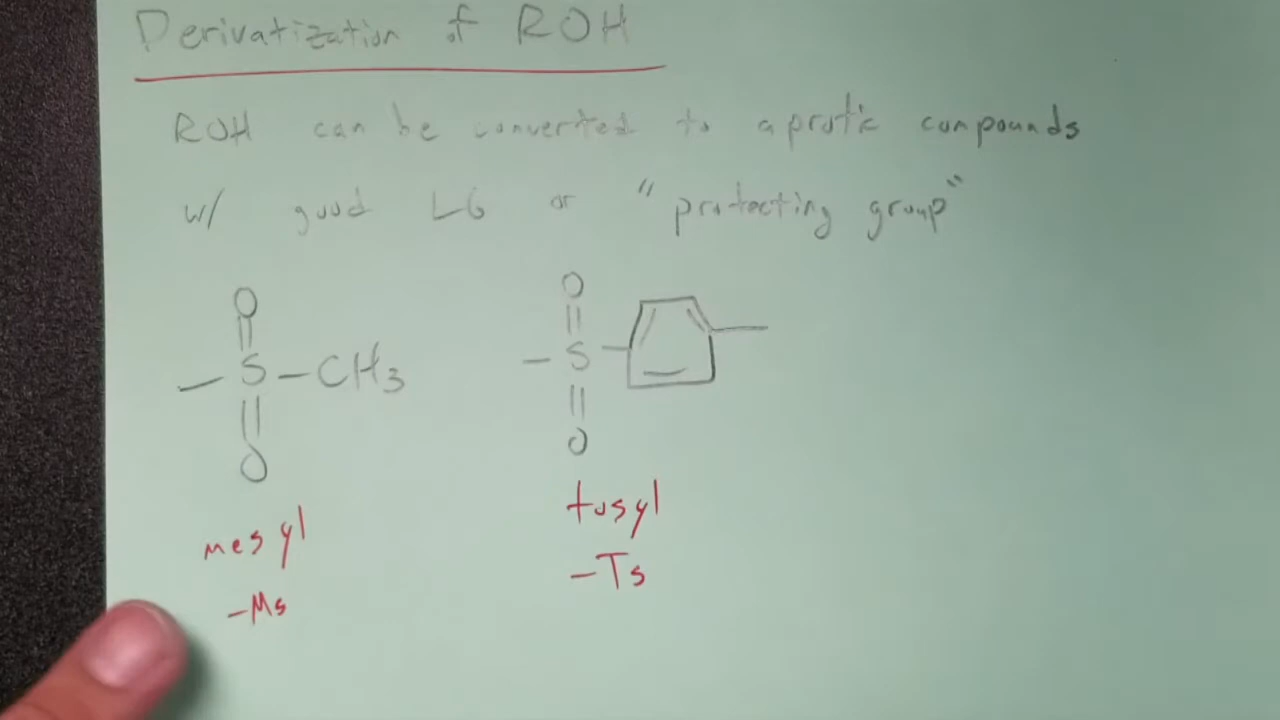 Derivatization of ROH
ROH can be converted to aprotic compounds
w/ good LG or "protecting group"
O
S - CH3
O
O
S
O
mesyl
-Ms
tosyl
-Ts